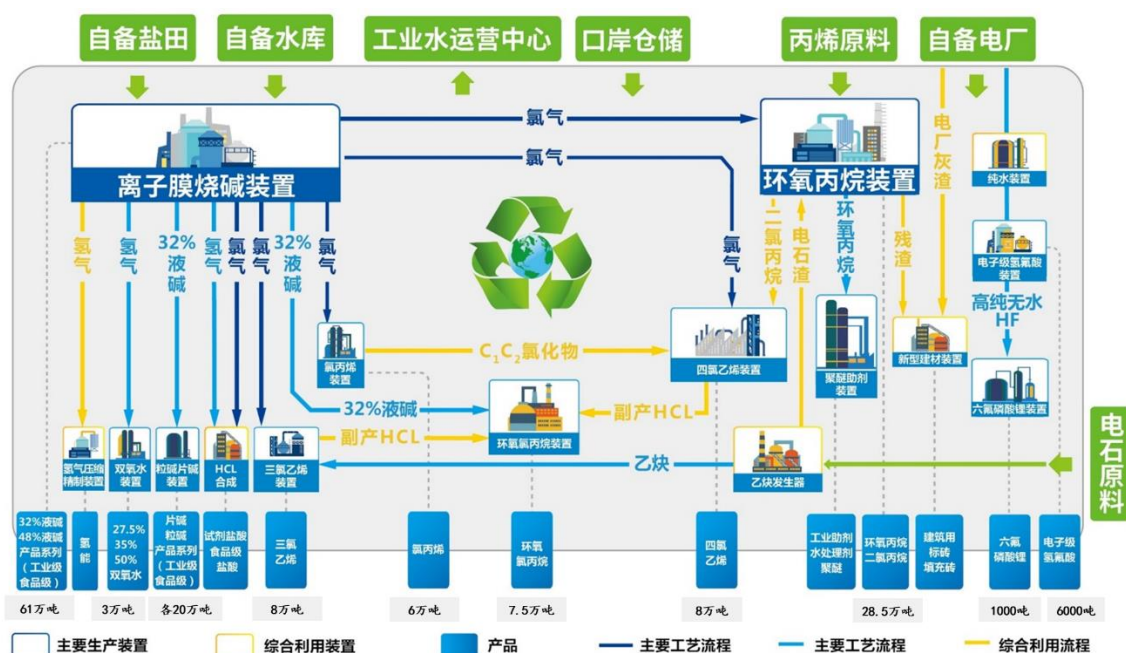 自备盐田
自备水库
工业水运营中心
口岸仓储
丙烯原料
自备电厂
氯气
氯气
离子膜烧碱装置
环氧丙烷装置
电厂灰渣
纯水装置
氢气
氢气
32%
液碱
氢气
氯气
氯气
32%
液碱
氯气
氯气
二氯丙烷
电石渣
环氧丙烷
残渣
电子级氢氟酸
装置
高纯无水
HF
氯丙烯
装置
C₁C₂氯化物
四氯乙烯装置
聚醚助剂
装置
新型建材装置
六氟磷酸锂装置
32%液碱
副产HCL
副产HCL
环氧氯丙烷装置
电石原料
氢气压缩
精制装置
双氧水
装置
粒碱片碱
装置
HCL
合成
三氯乙烯
装置
乙炔
乙炔发生器
32%液碱
48%液碱
产品系列
（工业级
食品级）
氢能
27.5%
35%
50%
双氧水
片碱
粒碱
产品系列
（工业级
食品级）
试剂盐酸
食品级
盐酸
三氯
乙烯
氯丙烯
环氧
氯丙烷
四氯
乙烯
工业助剂
水处理剂
聚醚
环氧丙烷
二氯丙烷
建筑用
标砖
填充砖
六氟
磷酸锂
电子级
氢氟酸
61万吨
3万吨
各20万吨
8万吨
6万吨
7.5万吨
8万吨
28.5万吨
1000吨
6000吨
主要生产装置
综合利用装置
产品
主要工艺流程
主要工艺流程
综合利用流程